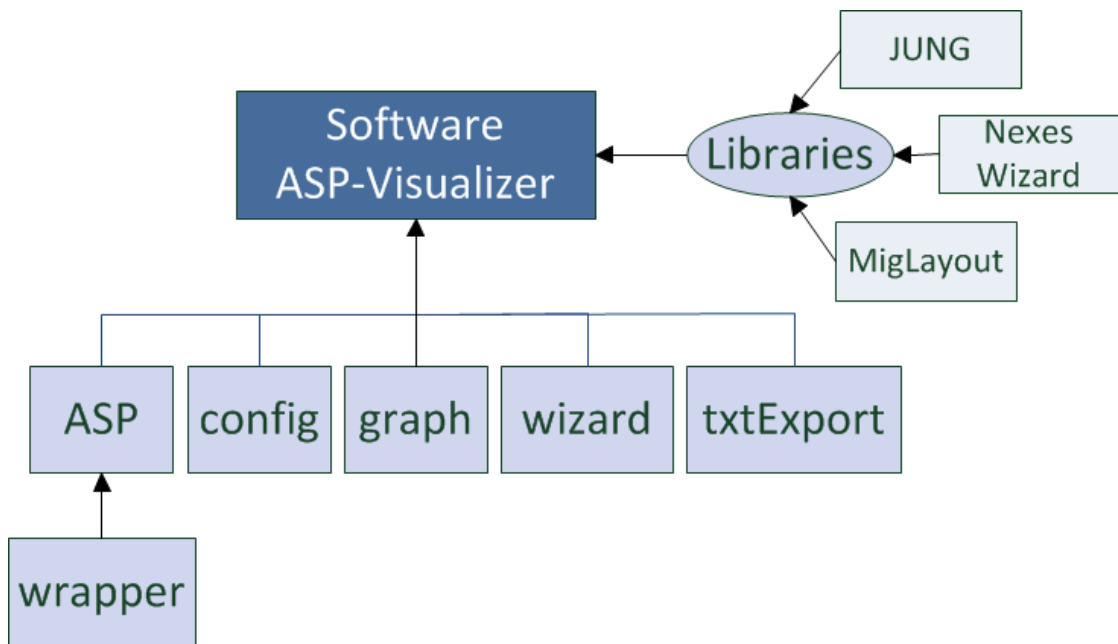 JUNG
Software
ASP-Visualizer
Libraries
Nexes
Wizard
MigLayout
ASP
config
graph
wizard
txtExport
wrapper